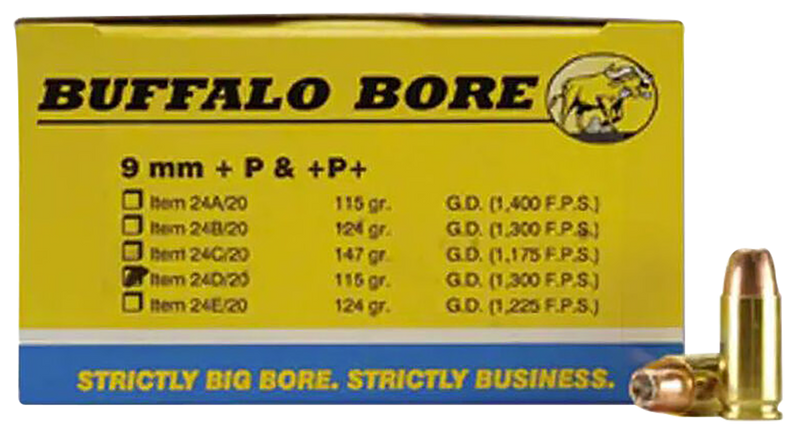 BUFFALO BORE
9 mm + P & +P+
Item 24A/20 115 gr. G.D. (1,400 F.P.S.)
Item 24B/20 124 gr. G.D. (1,300 F.P.S.)
Item 24C/20 147 gr. G.D. (1,175 F.P.S.)
Item 24D/20 115 gr. G.D. (1,300 F.P.S.)
Item 24E/20 124 gr. G.D. (1,225 F.P.S.)
STRICTLY BIG BORE. STRICTLY BUSINESS.